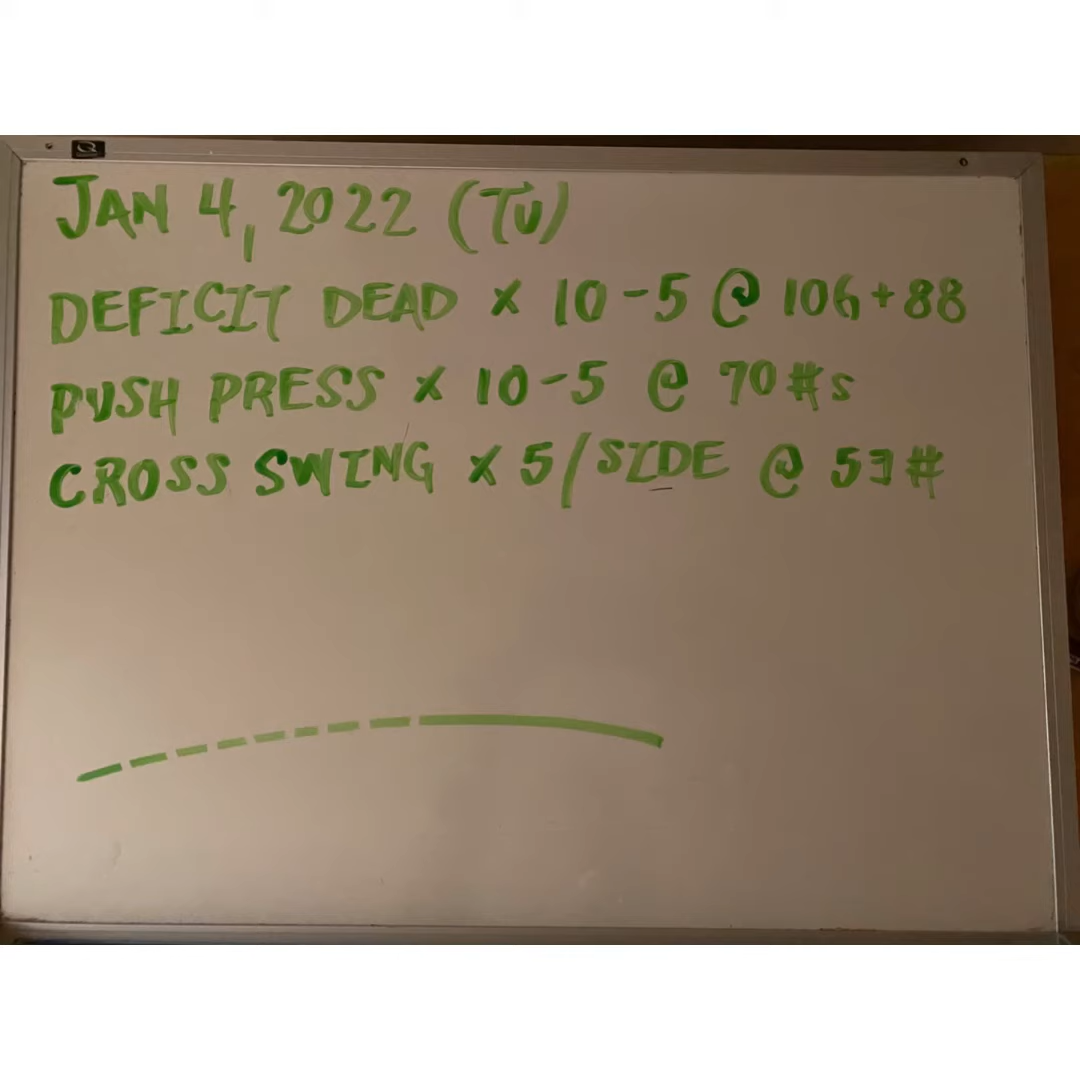 JAN 4, 2022 (TU)
DEFICIT DEAD x 10-5 @ 106+88
PUSH PRESS x 10-5 @ 70#s
CROSS SWING x 5/SIDE @ 53#